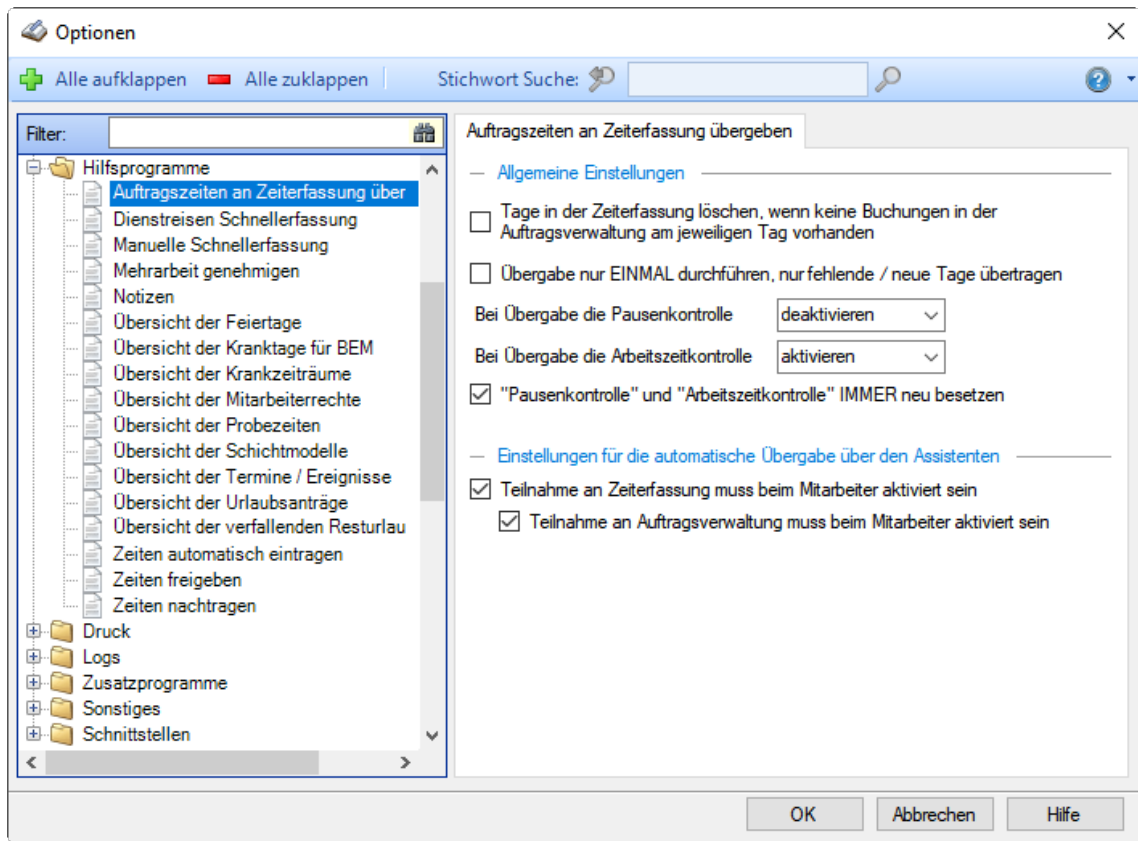 Optionen
Alle aufklappen Alle zuklappen Stichwort Suche:
Filter:
Hilfsprogramme
Auftragszeiten an Zeiterfassung über
Dienstreisen Schnellerfassung
Manuelle Schnellerfassung
Mehrarbeit genehmigen
Notizen
Übersicht der Feiertage
Übersicht der Kranktage für BEM
Übersicht der Krankzeiträume
Übersicht der Mitarbeiterrechte
Übersicht der Probezeiten
Übersicht der Schichtmodelle
Übersicht der Termine / Ereignisse
Übersicht der Urlaubsanträge
Übersicht der verfallenden Resturlau
Zeiten automatisch eintragen
Zeiten freigeben
Zeiten nachtragen
Druck
Logs
Zusatzprogramme
Sonstiges
Schnittstellen
Auftragszeiten an Zeiterfassung übergeben
Allgemeine Einstellungen
Tage in der Zeiterfassung löschen, wenn keine Buchungen in der
Auftragsverwaltung am jeweiligen Tag vorhanden
Übergabe nur EINMAL durchführen, nur fehlende / neue Tage übertragen
Bei Übergabe die Pausenkontrolle deaktivieren
Bei Übergabe die Arbeitszeitkontrolle aktivieren
"Pausenkontrolle" und "Arbeitszeitkontrolle" IMMER neu besetzen
Einstellungen für die automatische Übergabe über den Assistenten
Teilnahme an Zeiterfassung muss beim Mitarbeiter aktiviert sein
Teilnahme an Auftragsverwaltung muss beim Mitarbeiter aktiviert sein
OK Abbrechen Hilfe